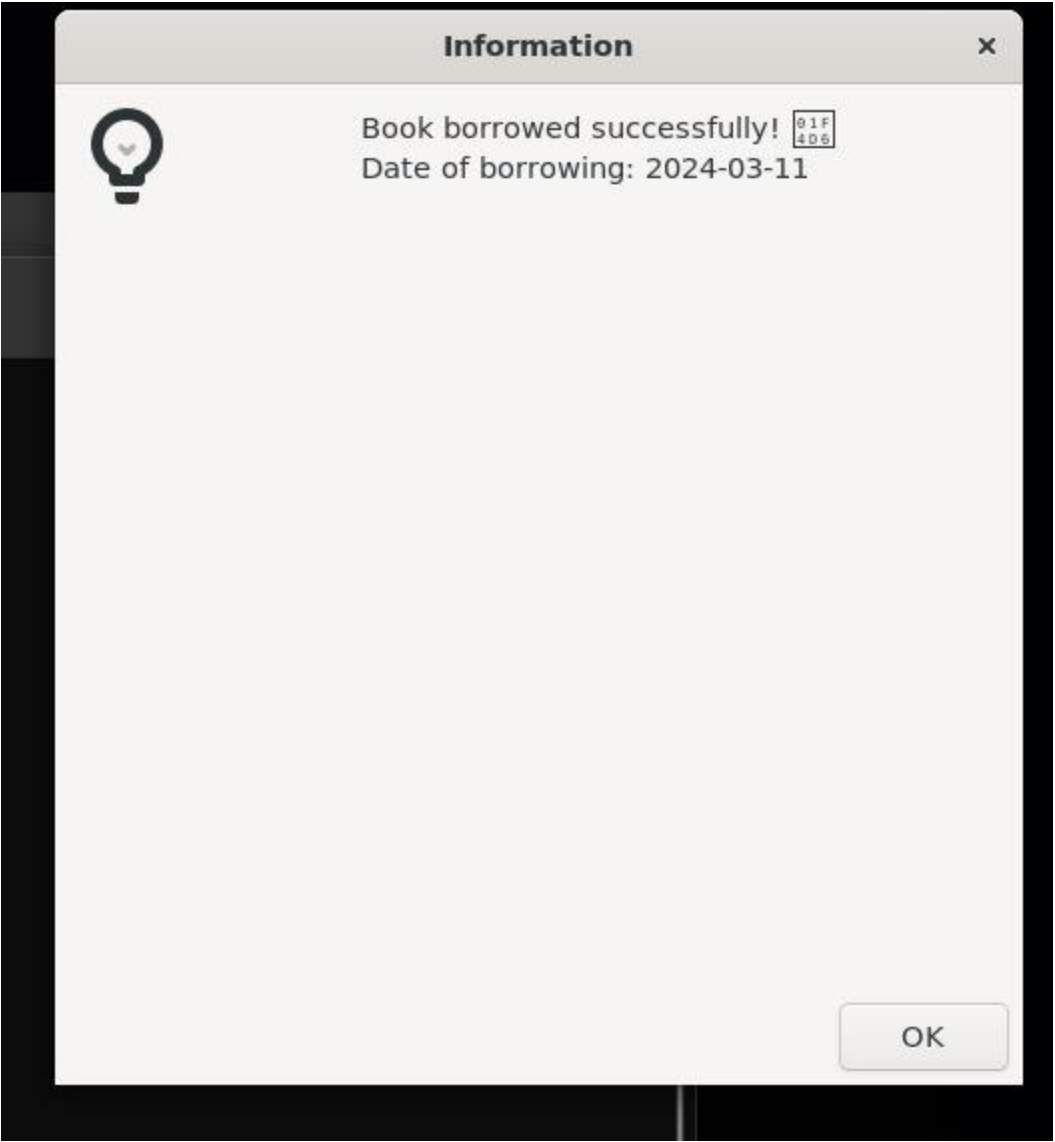 Information
Book borrowed successfully! 📖
Date of borrowing: 2024-03-11
OK